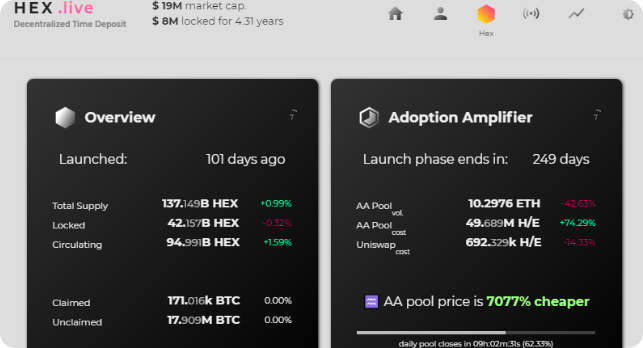 HEX.live
Decentralized Time Deposit
$ 19M market cap.
$ 8M locked for 4.31 years
Hex
Overview
7
Launched: 101 days ago
Total Supply 137.149B HEX +0.99%
Locked 42.157B HEX -0.32%
Circulating 94.991B HEX +1.59%
Claimed 171.016k BTC 0.00%
Unclaimed 17.909M BTC 0.00%
Adoption Amplifier
7
Launch phase ends in: 249 days
AA Pool vol. 10.2976 ETH -42.63%
AA Pool cost 49.689M H/E +74.29%
Uniswap cost 692.329k H/E -14.33%
♒ AA pool price is 7077% cheaper
daily pool closes in 09h:02m:31s (62.33%)